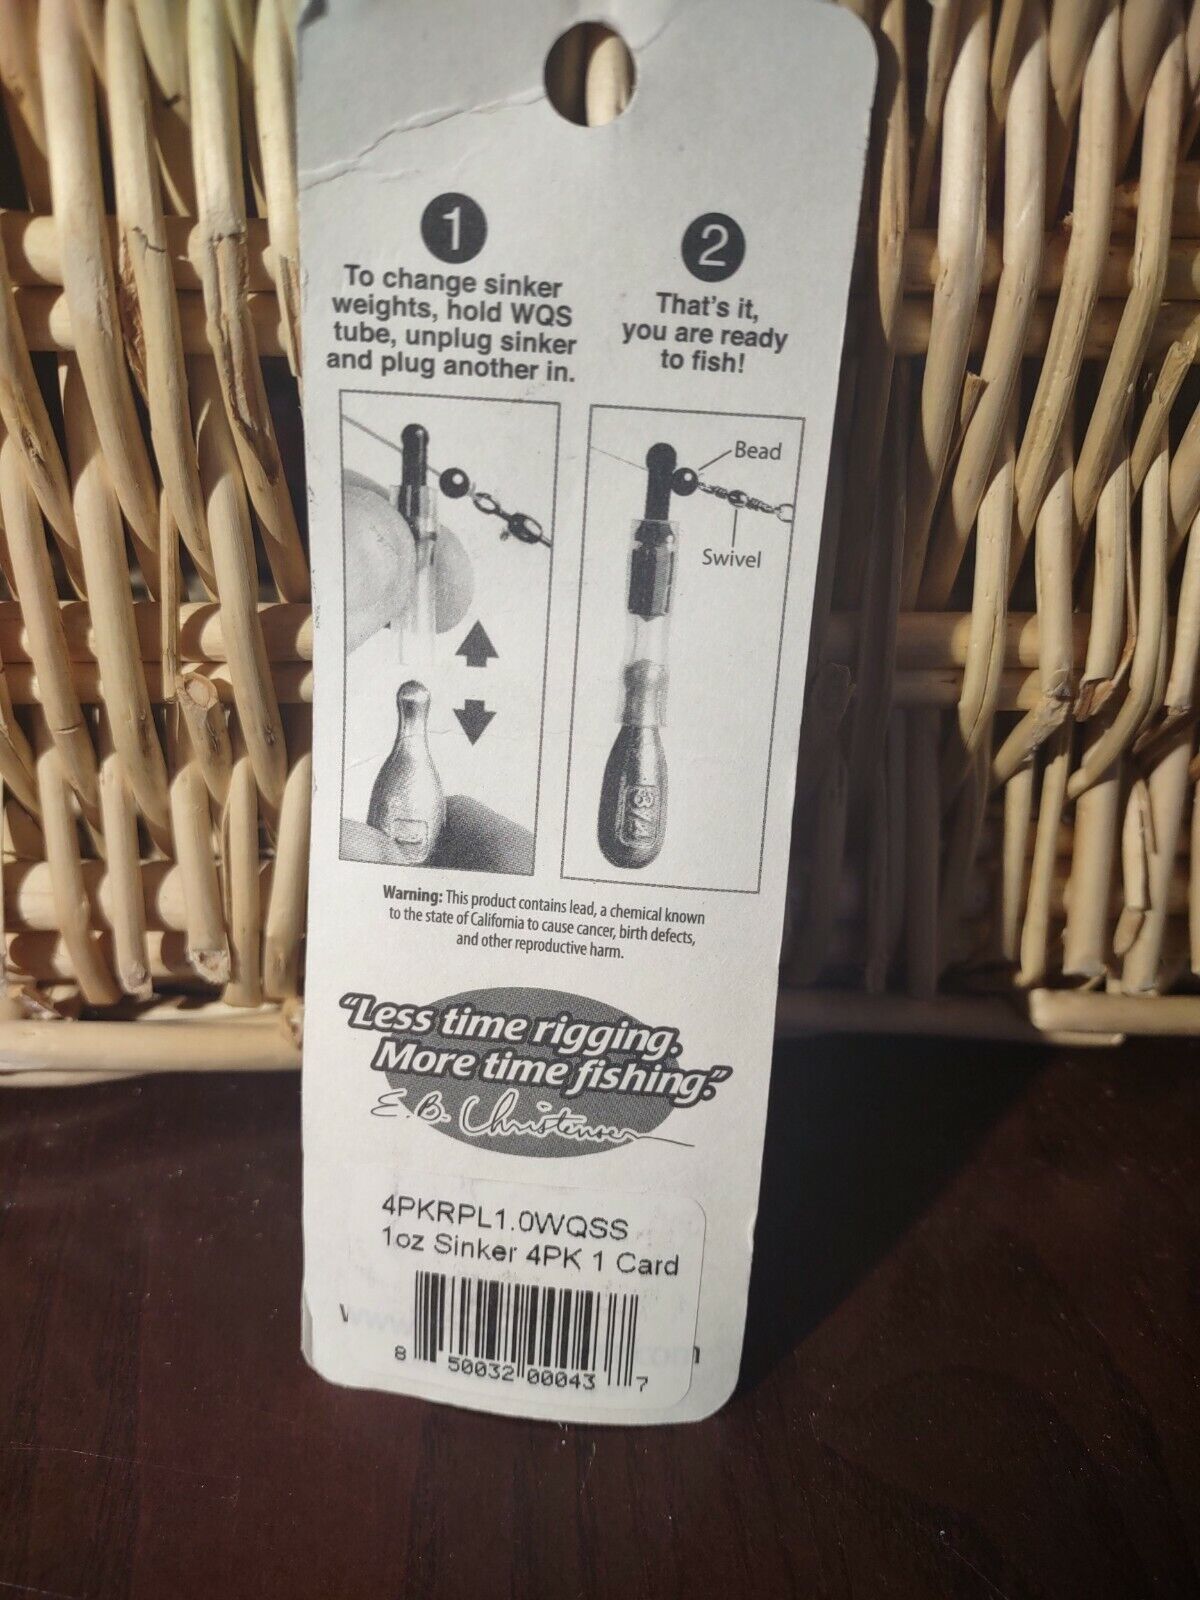 1
To change sinker
weights, hold WQS
tube, unplug sinker
and plug another in.
2
That's it,
you are ready
to fish!
Bead
Swivel
3/4
Warning: This product contains lead, a chemical known
to the state of California to cause cancer, birth defects,
and other reproductive harm.
"Less time rigging.
More time fishing."
E.B. Christensen
4PKRPL1.0WQSS
1oz Sinker 4PK 1 Card
8 50032 00043 7